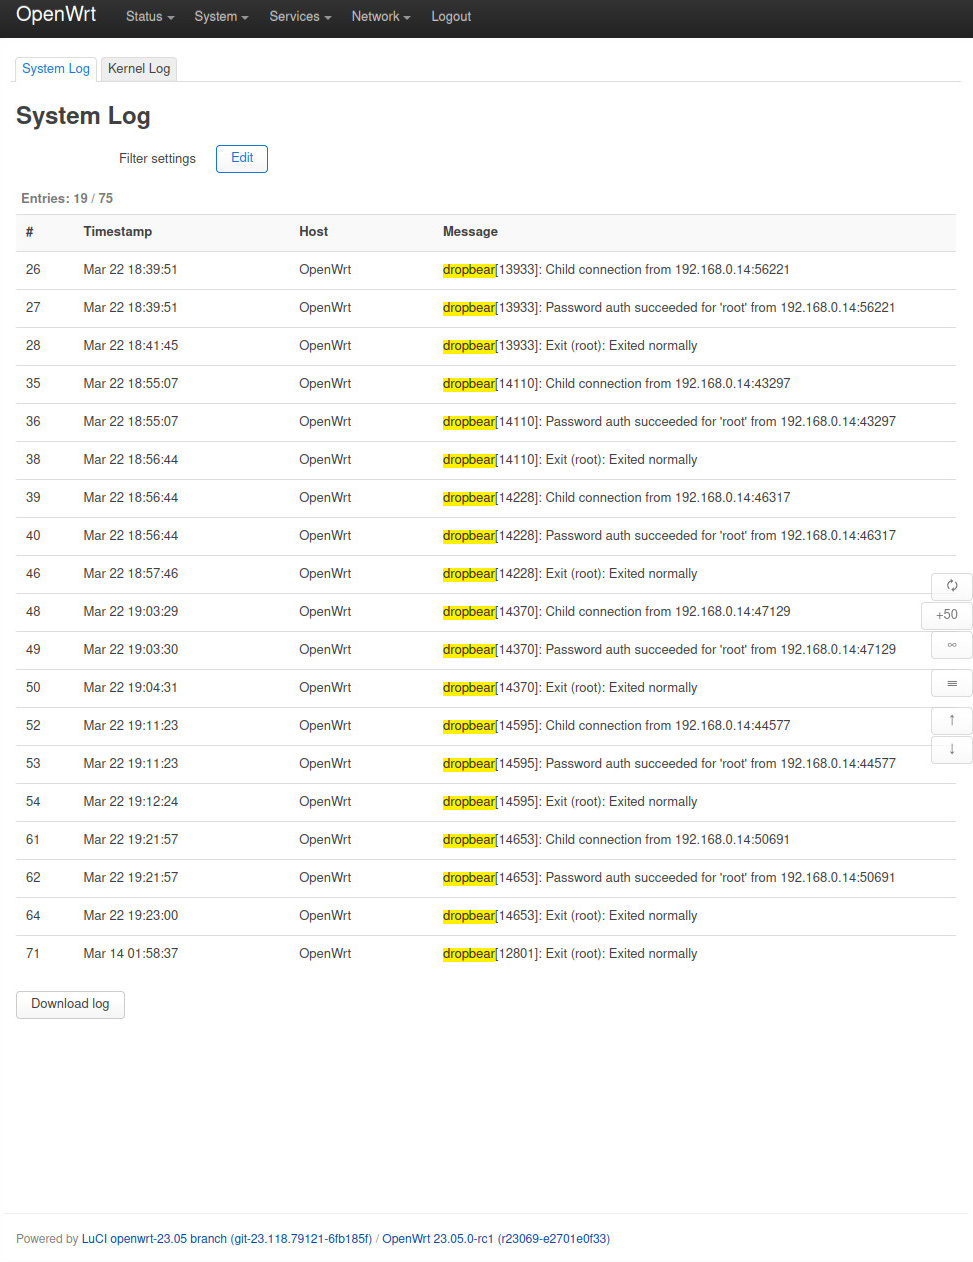 OpenWrt Status System Services Network Logout
System Log Kernel Log
System Log
Filter settings Edit
Entries: 19 / 75
# Timestamp Host Message
26 Mar 22 18:39:51 OpenWrt dropbear[13933]: Child connection from 192.168.0.14:56221
27 Mar 22 18:39:51 OpenWrt dropbear[13933]: Password auth succeeded for 'root' from 192.168.0.14:56221
28 Mar 22 18:41:45 OpenWrt dropbear[13933]: Exit (root): Exited normally
35 Mar 22 18:55:07 OpenWrt dropbear[14110]: Child connection from 192.168.0.14:43297
36 Mar 22 18:55:07 OpenWrt dropbear[14110]: Password auth succeeded for 'root' from 192.168.0.14:43297
38 Mar 22 18:56:44 OpenWrt dropbear[14110]: Exit (root): Exited normally
39 Mar 22 18:56:44 OpenWrt dropbear[14228]: Child connection from 192.168.0.14:46317
40 Mar 22 18:56:44 OpenWrt dropbear[14228]: Password auth succeeded for 'root' from 192.168.0.14:46317
46 Mar 22 18:57:46 OpenWrt dropbear[14228]: Exit (root): Exited normally
48 Mar 22 19:03:29 OpenWrt dropbear[14370]: Child connection from 192.168.0.14:47129
+50
49 Mar 22 19:03:30 OpenWrt dropbear[14370]: Password auth succeeded for 'root' from 192.168.0.14:47129
∞
50 Mar 22 19:04:31 OpenWrt dropbear[14370]: Exit (root): Exited normally
52 Mar 22 19:11:23 OpenWrt dropbear[14595]: Child connection from 192.168.0.14:44577
↑
53 Mar 22 19:11:23 OpenWrt dropbear[14595]: Password auth succeeded for 'root' from 192.168.0.14:44577
↓
54 Mar 22 19:12:24 OpenWrt dropbear[14595]: Exit (root): Exited normally
61 Mar 22 19:21:57 OpenWrt dropbear[14653]: Child connection from 192.168.0.14:50691
62 Mar 22 19:21:57 OpenWrt dropbear[14653]: Password auth succeeded for 'root' from 192.168.0.14:50691
64 Mar 22 19:23:00 OpenWrt dropbear[14653]: Exit (root): Exited normally
71 Mar 14 01:58:37 OpenWrt dropbear[12801]: Exit (root): Exited normally
Download log
Powered by LuCI openwrt-23.05 branch (git-23.118.79121-6fb185f) / OpenWrt 23.05.0-rc1 (r23069-e2701e0f33)